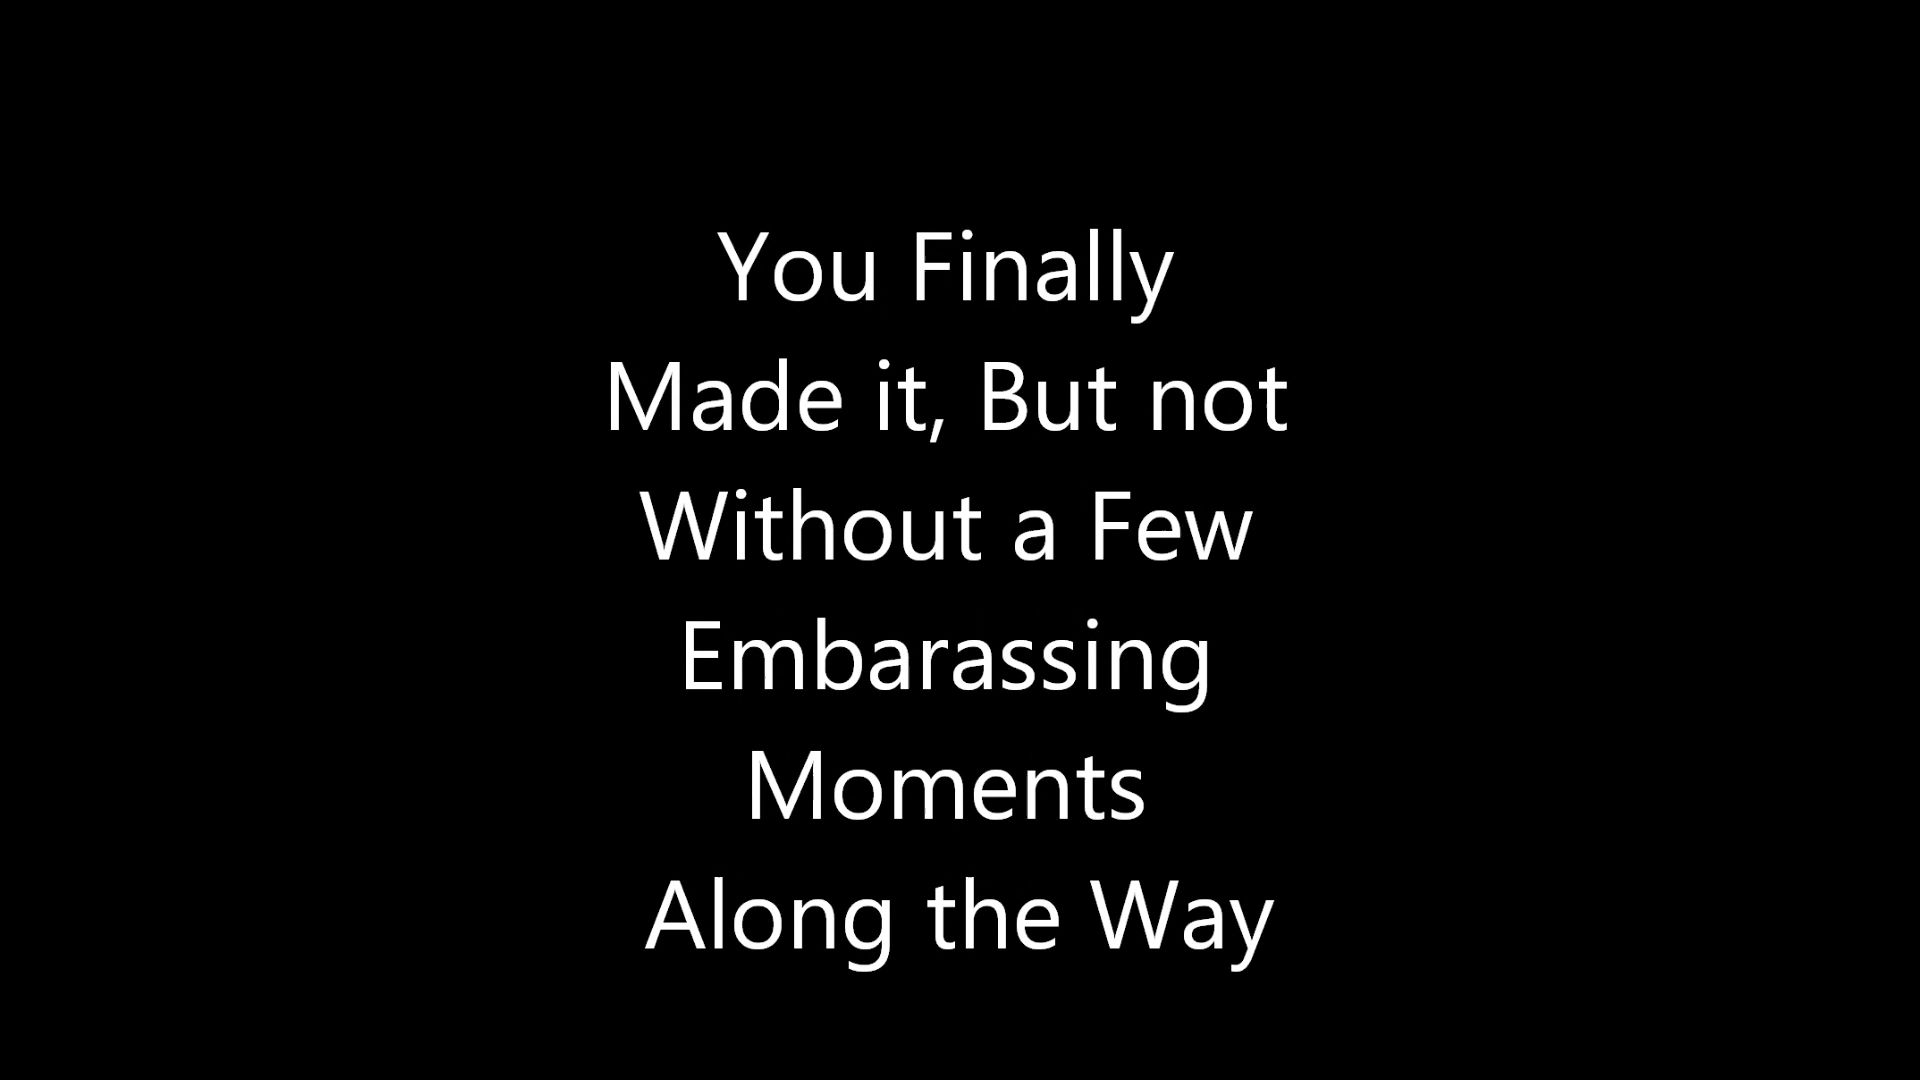 You Finally
Made it, But not
Without a Few
Embarassing
Moments
Along the Way